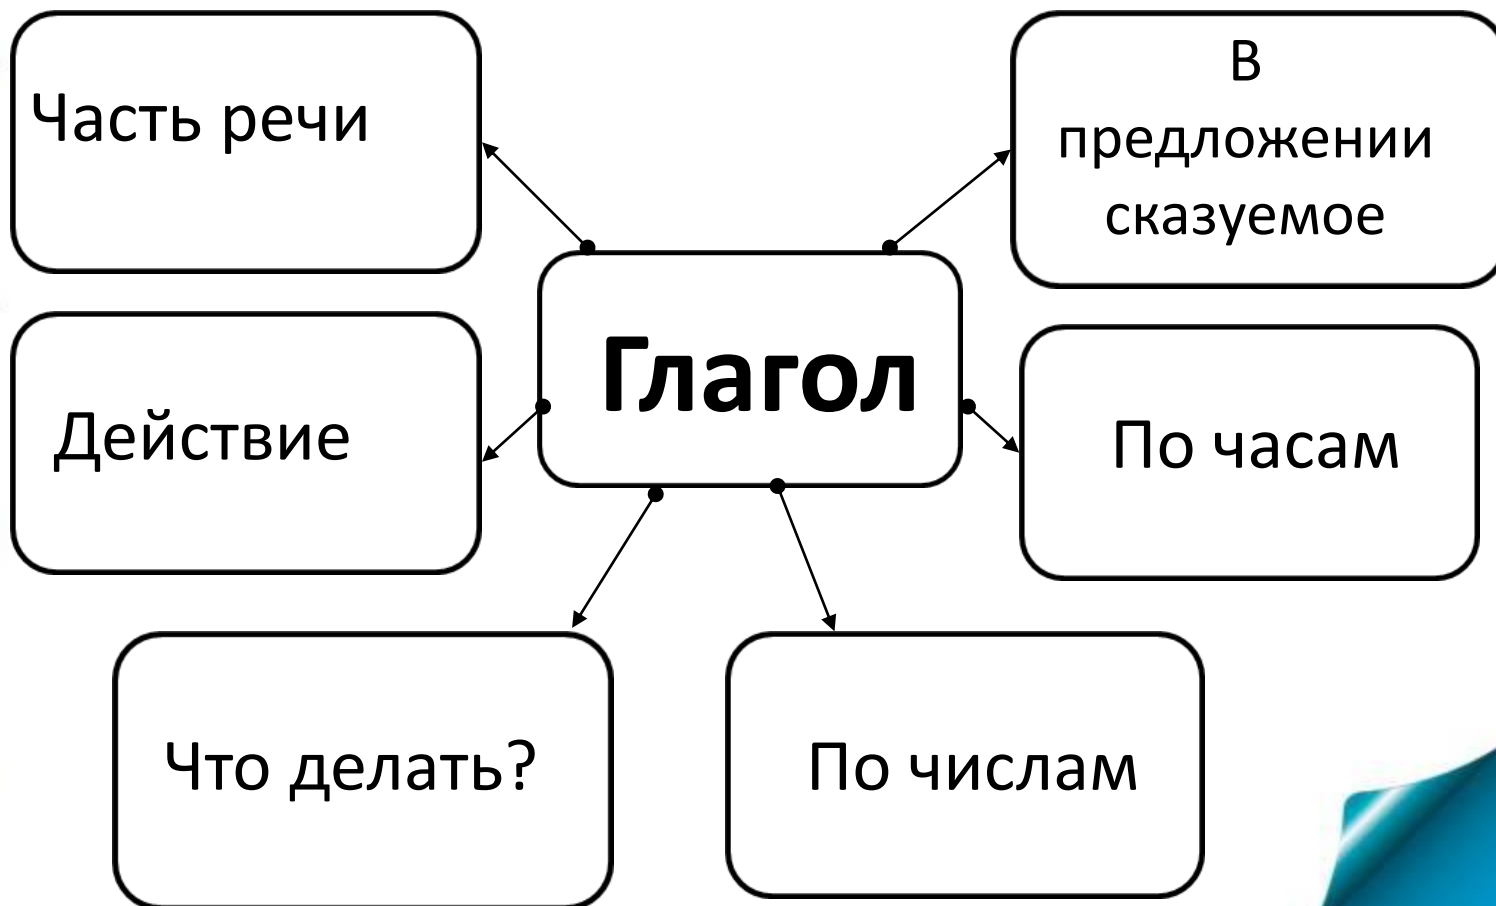 Часть речи
В
предложении
сказуемое
Глагол
Действие
По часам
Что делать?
По числам